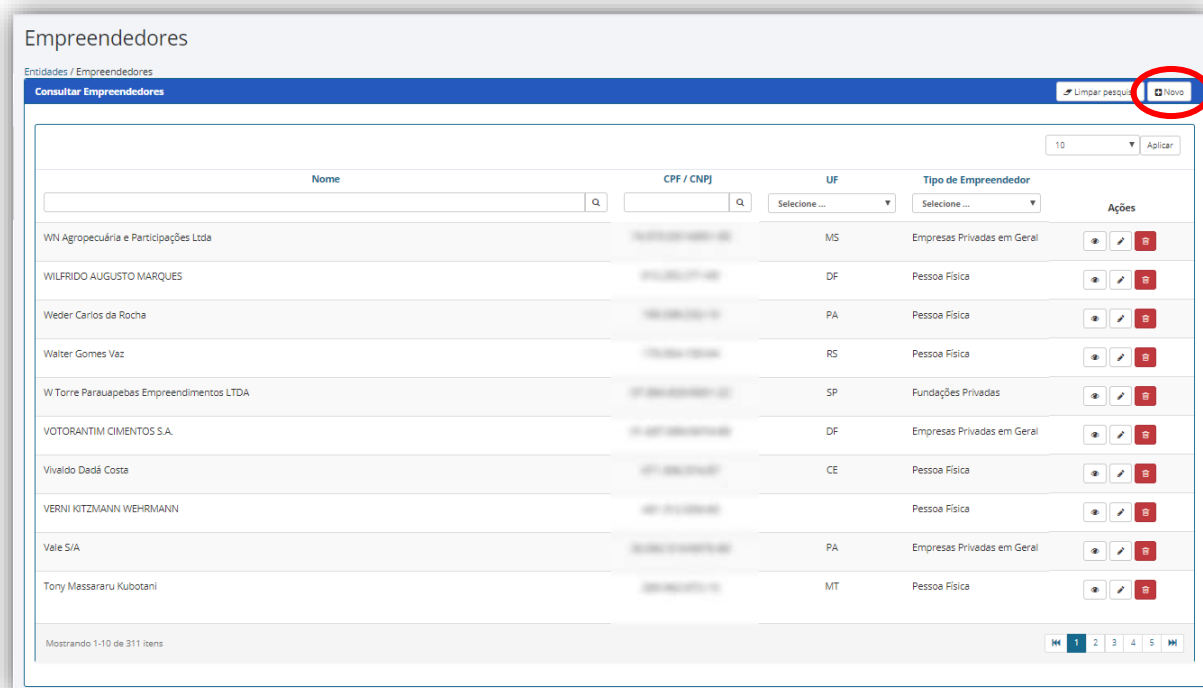 Empreendedores
Entidades / Empreendedores
Consultar Empreendedores Limpar pesquis Novo
10 Aplicar
Nome CPF / CNPJ UF Tipo de Empreendedor
Selecione ... Selecione ... Ações
WN Agropecuária e Participações Ltda MS Empresas Privadas em Geral
WILFRIDO AUGUSTO MARQUES DF Pessoa Física
Weder Carlos da Rocha PA Pessoa Física
Walter Gomes Vaz RS Pessoa Física
W Torre Parauapebas Empreendimentos LTDA SP Fundações Privadas
VOTORANTIM CIMENTOS S.A. DF Empresas Privadas em Geral
Vivaldo Dadá Costa CE Pessoa Física
VERNI KITZMANN WEHRMANN Pessoa Física
Vale S/A PA Empresas Privadas em Geral
Tony Massararu Kubotani MT Pessoa Física
Mostrando 1-10 de 311 itens 1 2 3 4 5